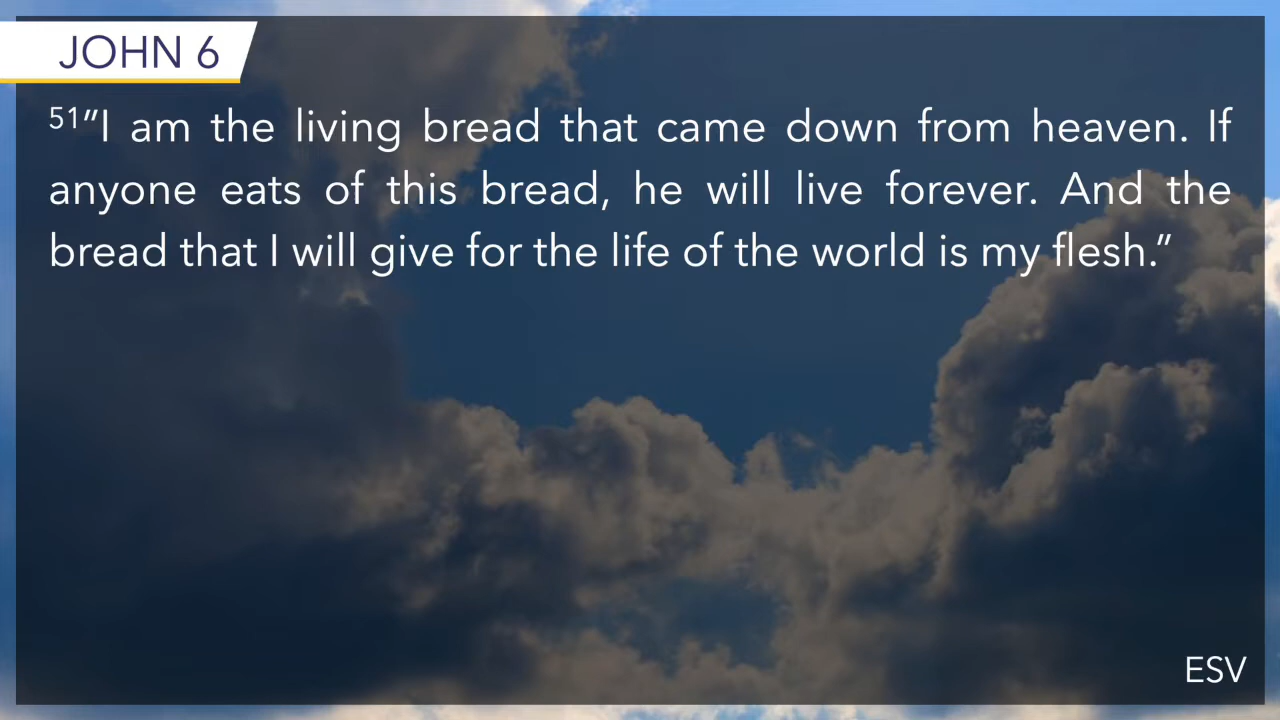 JOHN 6
51"I am the living bread that came down from heaven. If
anyone eats of this bread, he will live forever. And the
bread that I will give for the life of the world is my flesh.”
ESV